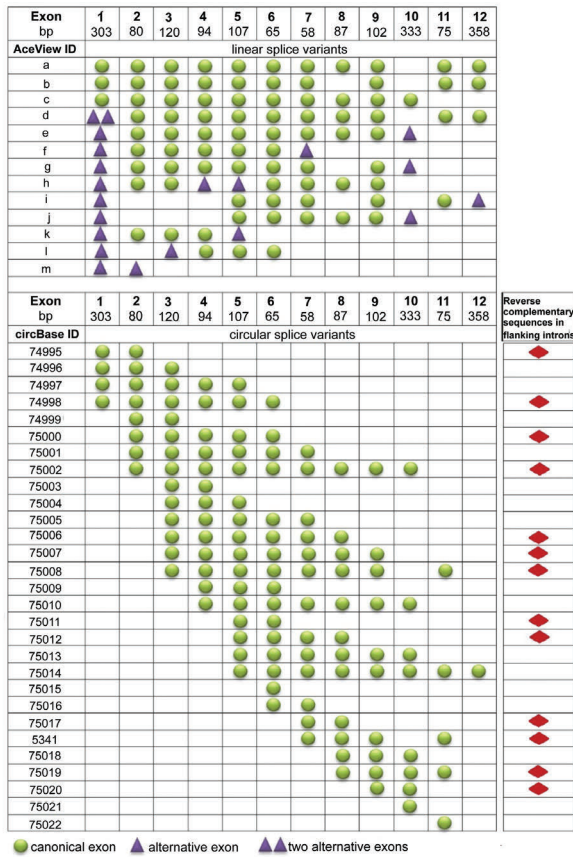 Exon 1 2 3 4 5 6 7 8 9 10 11 12
bp 303 80 120 94 107 65 58 87 102 333 75 358
AceView ID linear splice variants
a
b
c
d
e
f
g
h
i
j
k
l
m
Exon 1 2 3 4 5 6 7 8 9 10 11 12 Reverse
bp 303 80 120 94 107 65 58 87 102 333 75 358 complementary
sequences in
circBase ID circular splice variants flanking introns
74995
74996
74997
74998
74999
75000
75001
75002
75003
75004
75005
75006
75007
75008
75009
75010
75011
75012
75013
75014
75015
75016
75017
5341
75018
75019
75020
75021
75022
canonical exon alternative exon two alternative exons